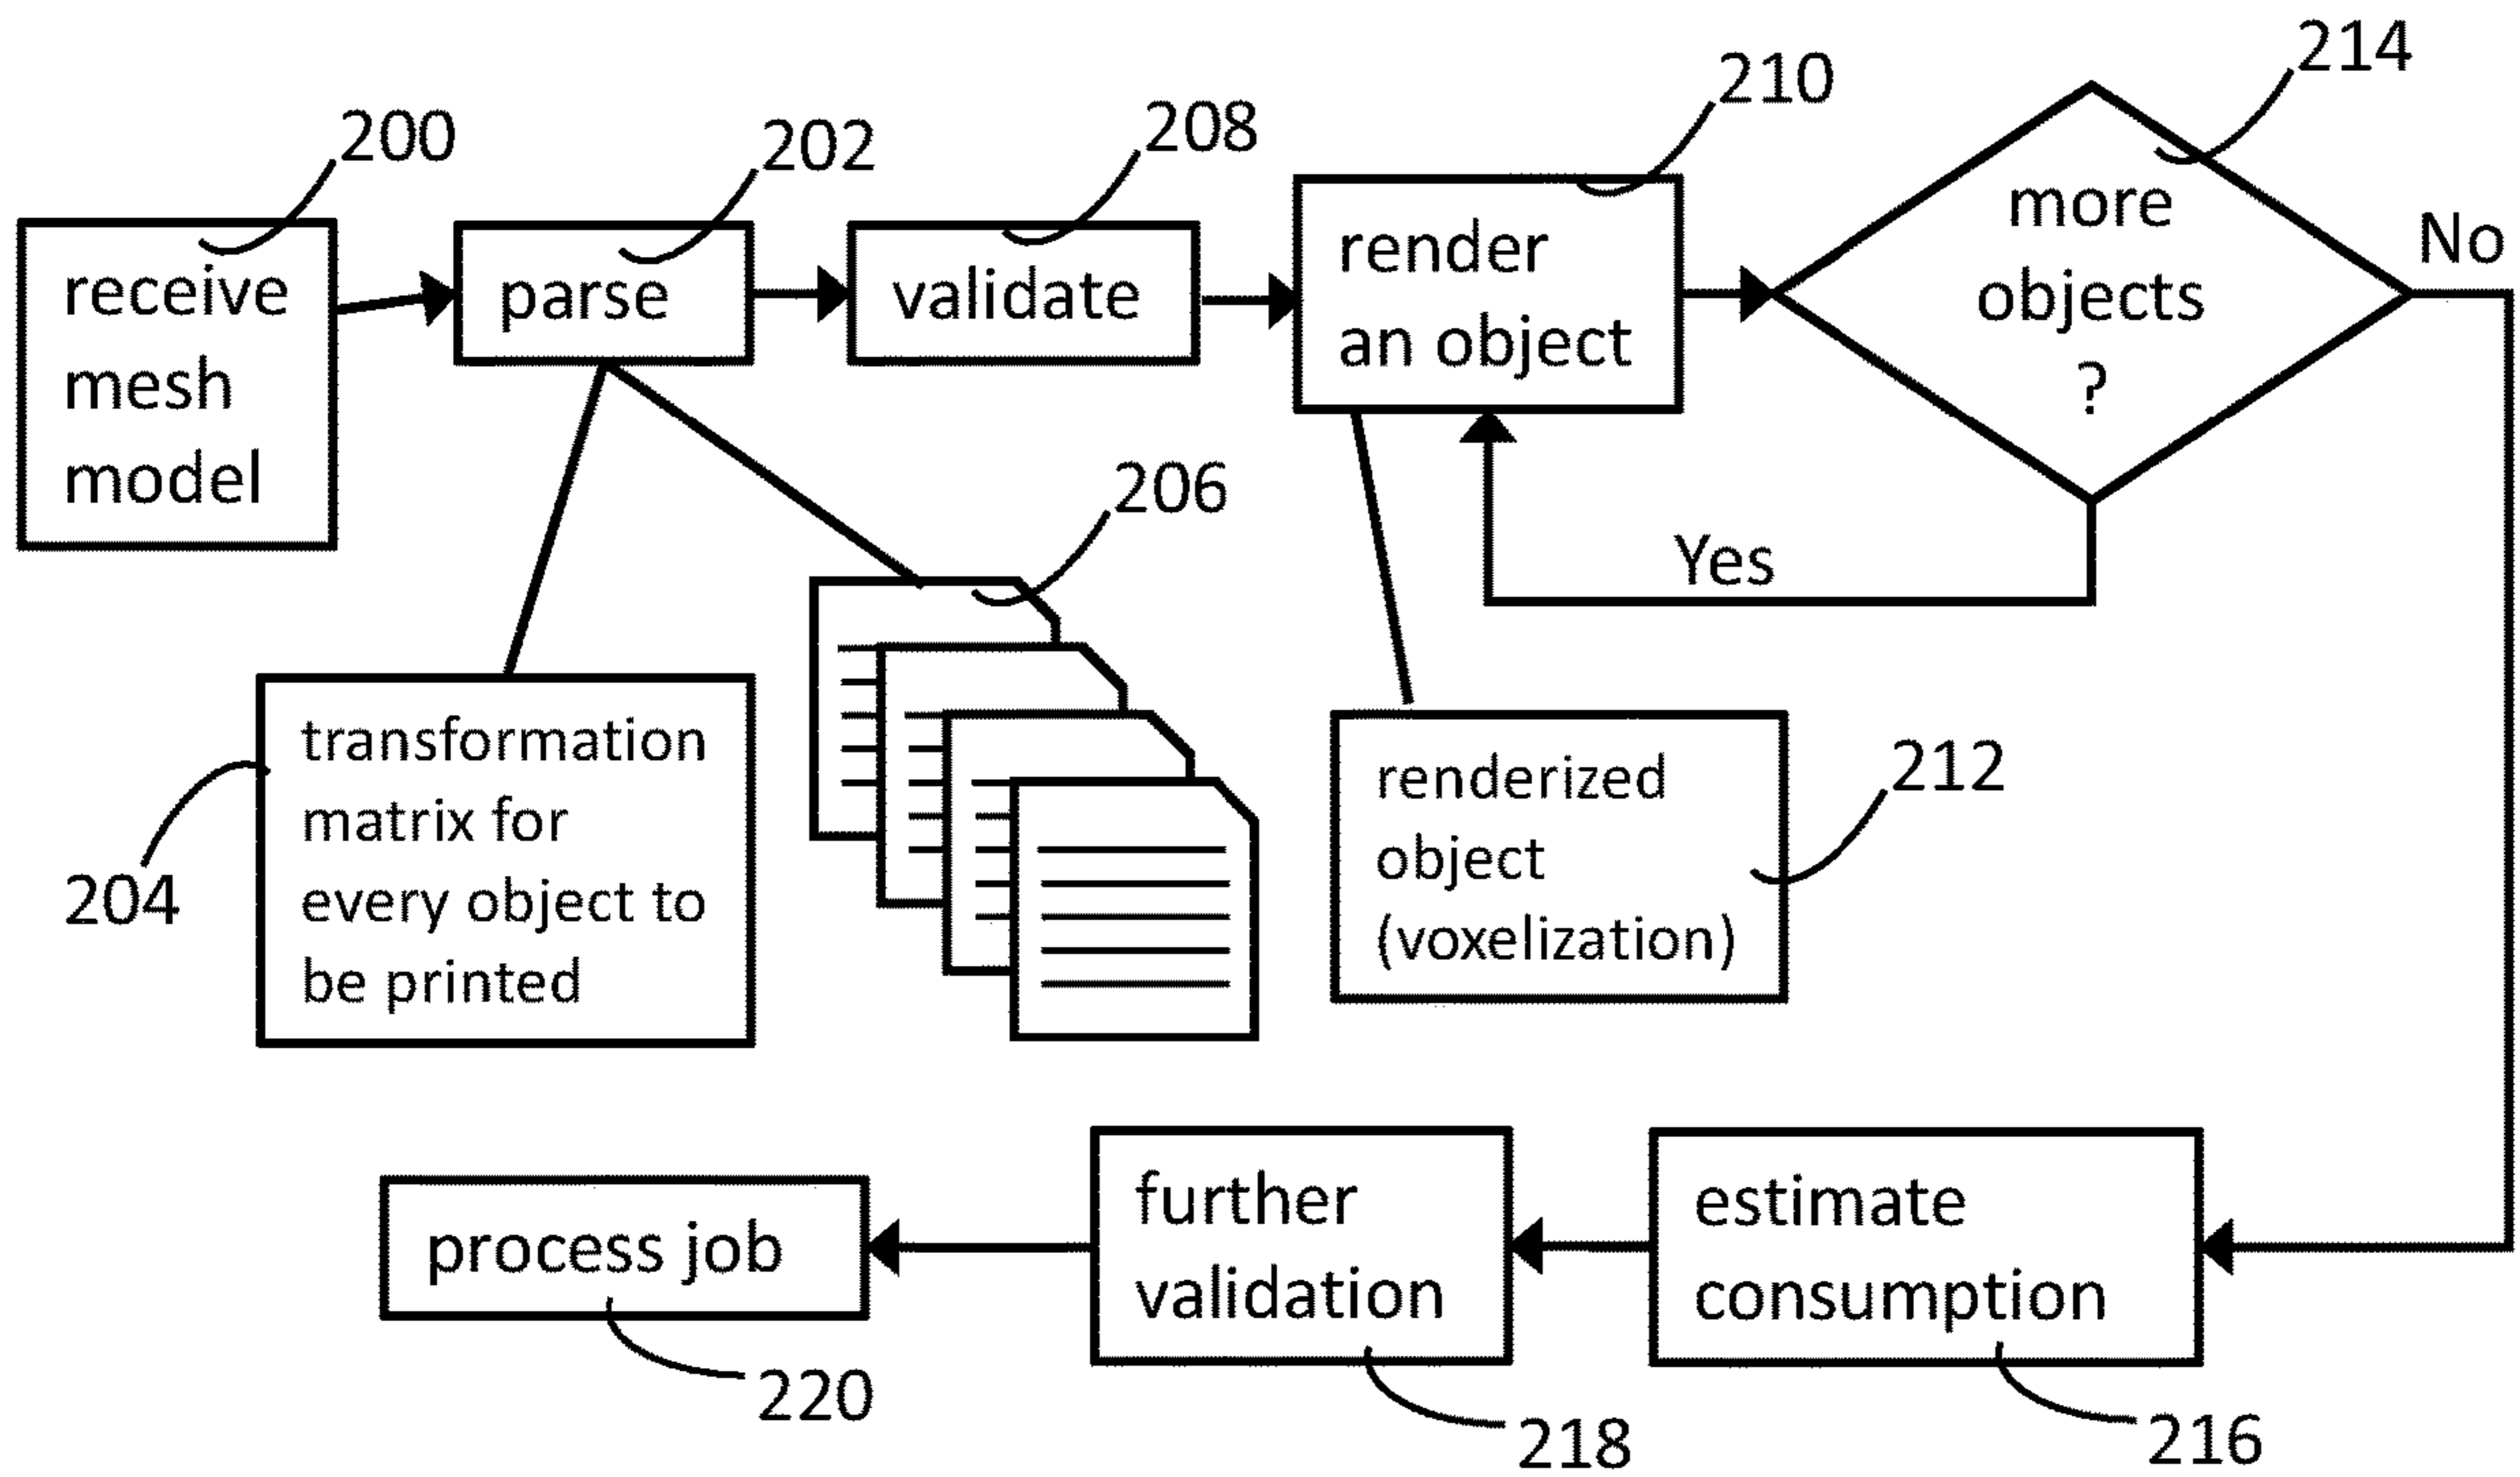 200
receive
mesh
model
202
parse
208
validate
210
render
an object
214
more
objects
?
No
Yes
206
204
transformation
matrix for
every object to
be printed
212
renderized
object
(voxelization)
process job
220
further
validation
218
estimate
consumption
216